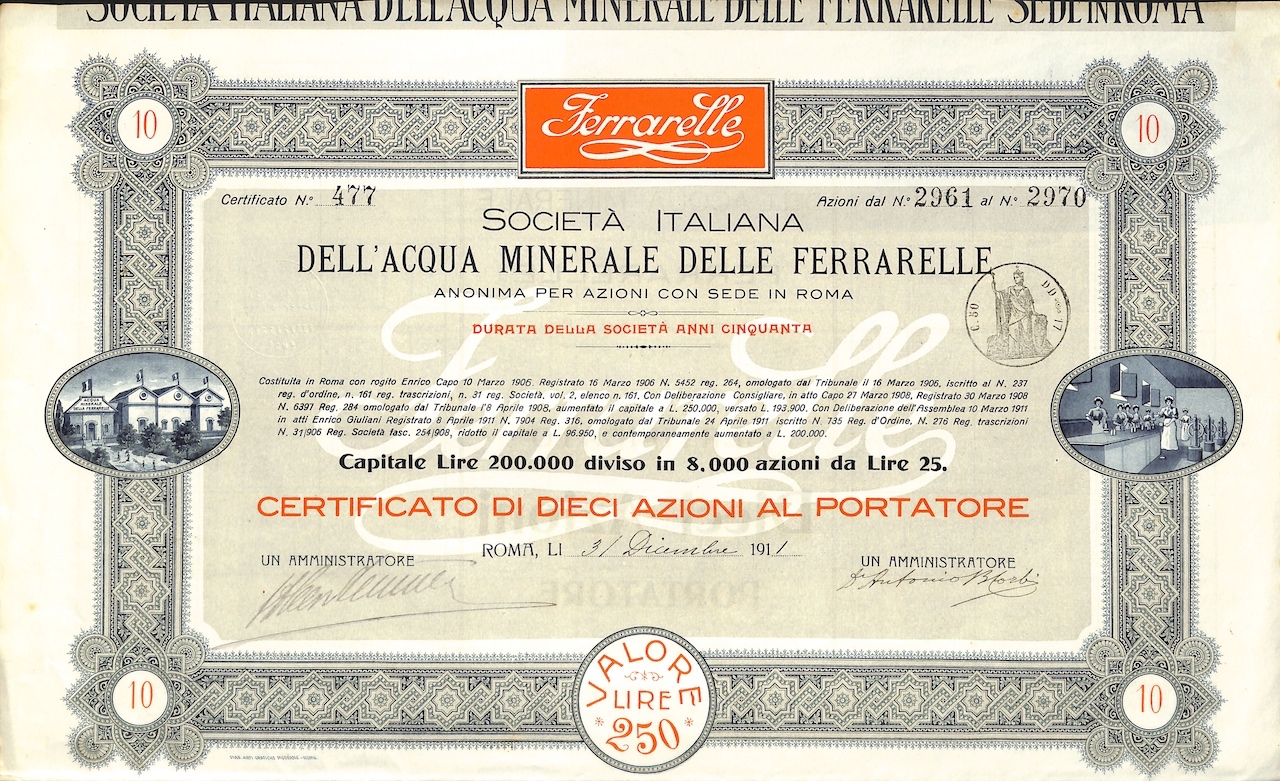 SOCIETÀ ITALIANA DELL'ACQUA MINERALE DELLE FERRARELLE SEDE IN ROMA
10
Ferrarelle
10
Certificato N.º 477
Azioni dal N.º 2961 al N.º 2970
SOCIETÀ ITALIANA
DELL'ACQUA MINERALE DELLE FERRARELLE
ANONIMA PER AZIONI CON SEDE IN ROMA
C. 50
DURATA DELLA SOCIETÀ ANNI CINQUANTA
Ferrarelle
Costituita in Roma con rogito Enrico Capo 10 Marzo 1906. Registrato 16 Marzo 1906 N. 5452 reg. 264, omologato dal Tribunale il 16 Marzo 1906, iscritto al N. 237
reg. d'ordine, n. 161 reg. trascrizioni, n. 31 reg. Società, vol. 2, elenco n. 161. Con Deliberazione Consigliare, in atto Capo 27 Marzo 1908, Registrato 30 Marzo 1908
N. 6397 Reg. 284 omologato dal Tribunale l'8 Aprile 1908, aumentato il capitale a L. 250,000, versato L. 193.900. Con Deliberazione dell'Assemblea 10 Marzo 1911
in atti Enrico Giuliani Registrato 8 Aprile 1911 N. 7904 Reg. 316. omologato dal Tribunale 24 Aprile 1911 iscritto N. 735 Reg. d'Ordine, N. 276 Reg. trascrizioni
N. 31/906 Reg. Società fasc. 254/908, ridotto il capitale a L. 96.950, e contemporaneamente aumentato a L. 200.000.
ACQUA
MINERALE
DELLE FERRARELLE
Capitale Lire 200.000 diviso in 8.000 azioni da Lire 25.
CERTIFICATO DI DIECI AZIONI AL PORTATORE
ROMA, LI 31 Dicembre 1911
UN AMMINISTRATORE
UN AMMINISTRATORE
10
VALORE
LIRE
250
10